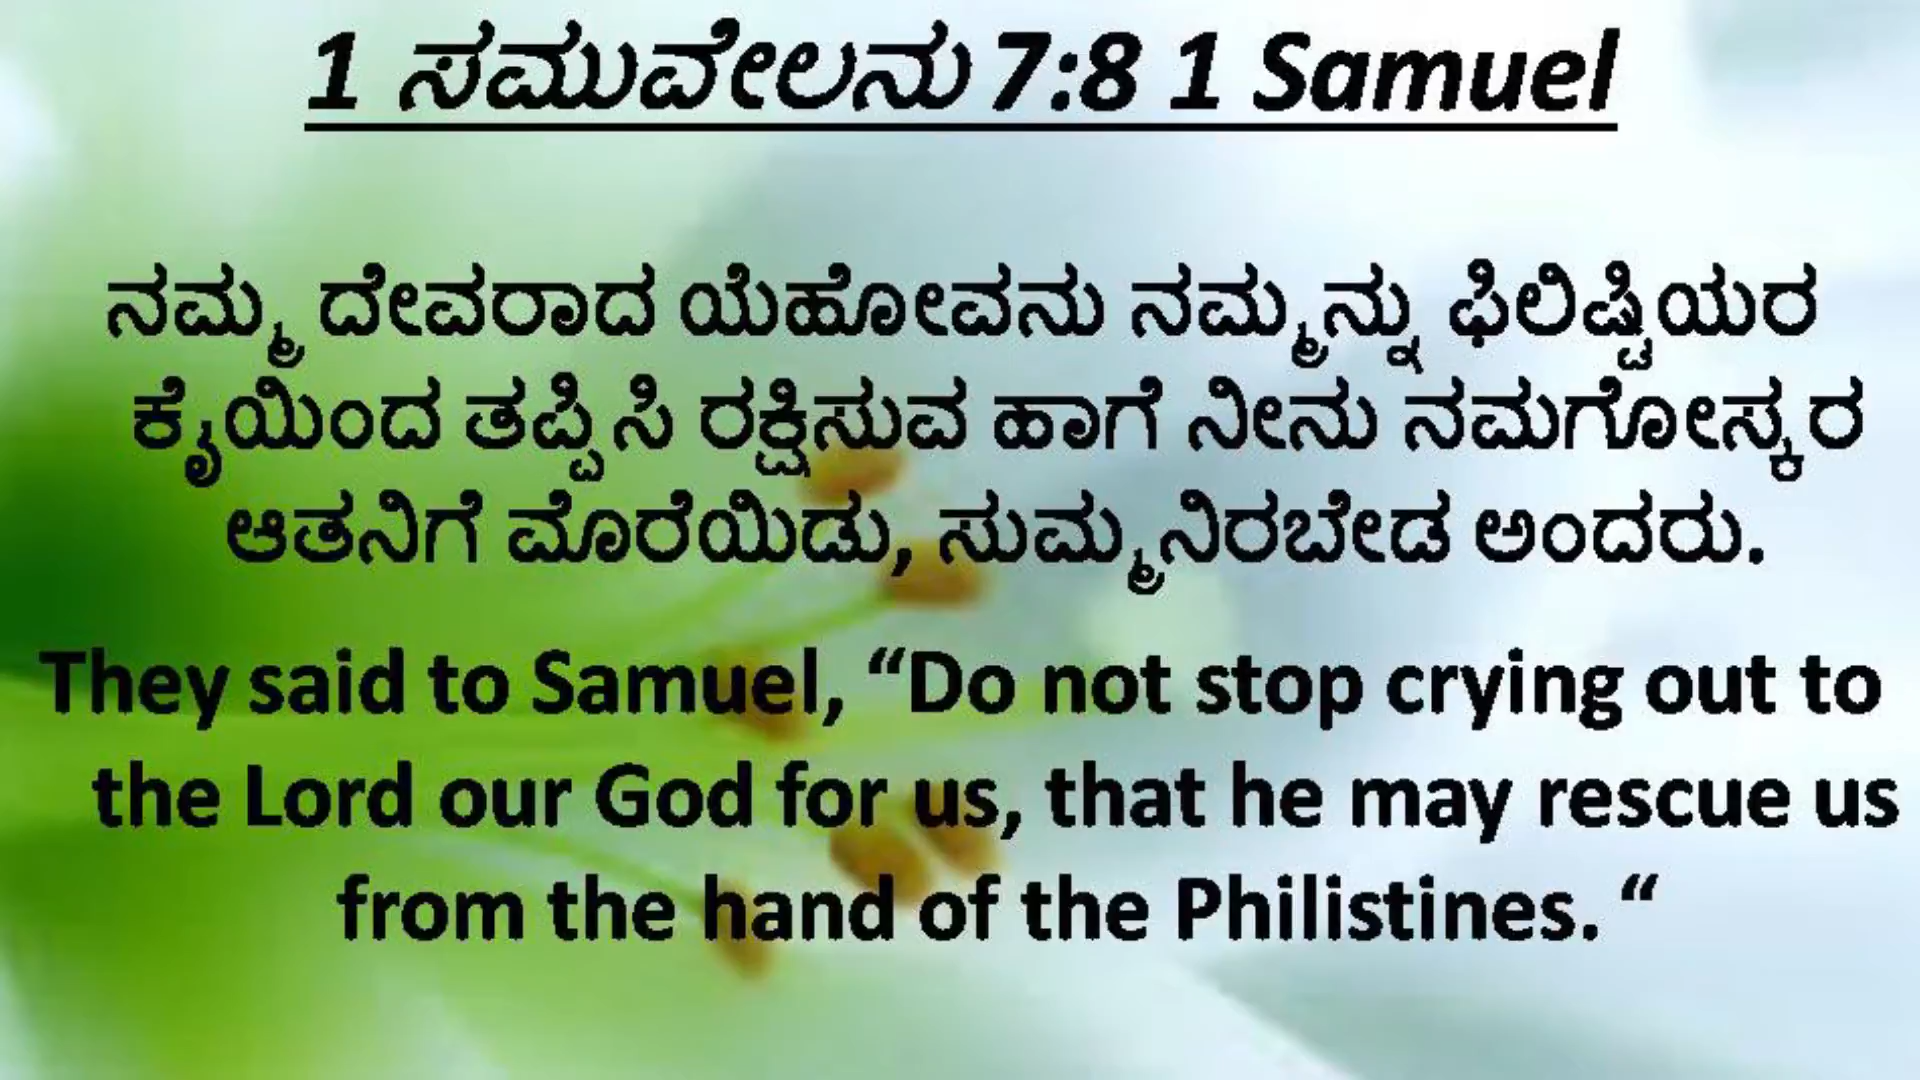 1 ಸಮುವೇಲನು 7:8 1 Samuel
ನಮ್ಮ ದೇವರಾದ ಯೆಹೋವನು ನಮ್ಮನ್ನು ಫಿಲಿಷ್ಟಿಯರ
ಕೈಯಿಂದ ತಪ್ಪಿಸಿ ರಕ್ಷಿಸುವ ಹಾಗೆ ನೀನು ನಮಗೋಸ್ಕರ
ಆತನಿಗೆ ಮೊರೆಯಿಡು, ಸುಮ್ಮನಿರಬೇಡ ಅಂದರು.
They said to Samuel, “Do not stop crying out to
the Lord our God for us, that he may rescue us
from the hand of the Philistines. “